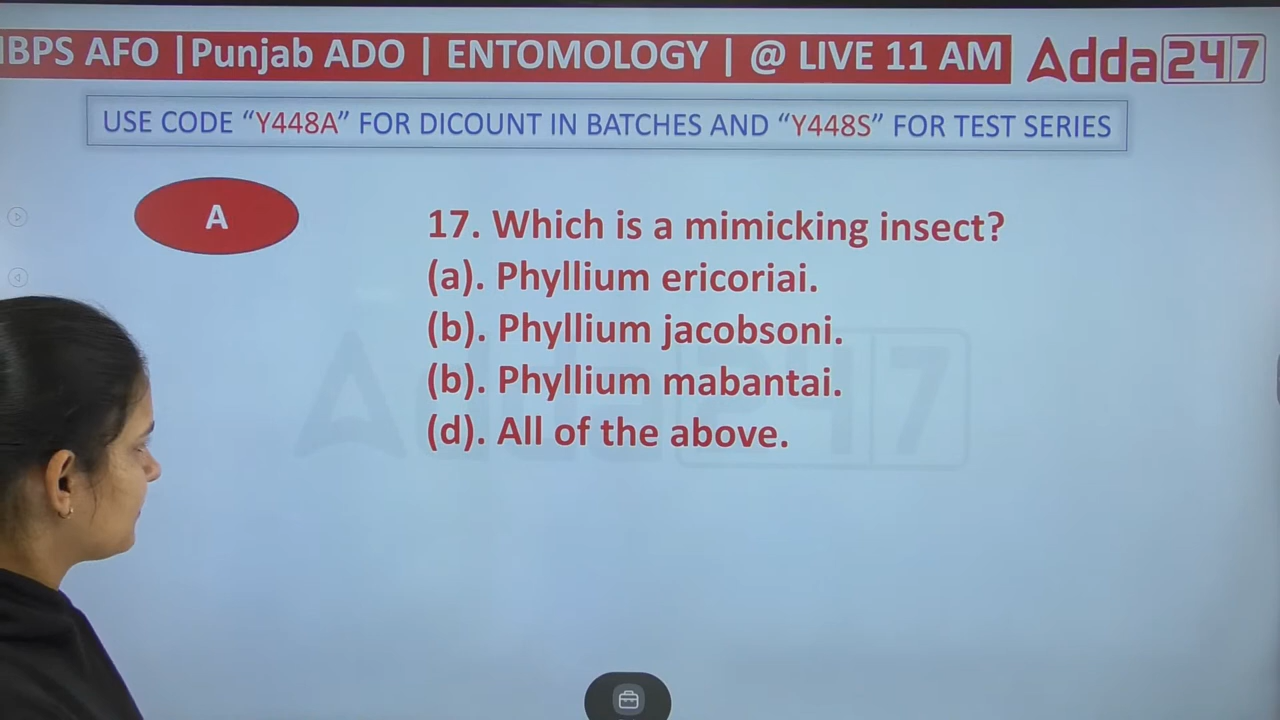 IBPS AFO |Punjab ADO | ENTOMOLOGY | @ LIVE 11 AM
Adda247
USE CODE “Y448A” FOR DICOUNT IN BATCHES AND “Y448S” FOR TEST SERIES
A
17. Which is a mimicking insect?
(a). Phyllium ericoriai.
(b). Phyllium jacobsoni.
(b). Phyllium mabantai.
(d). All of the above.
Adda247